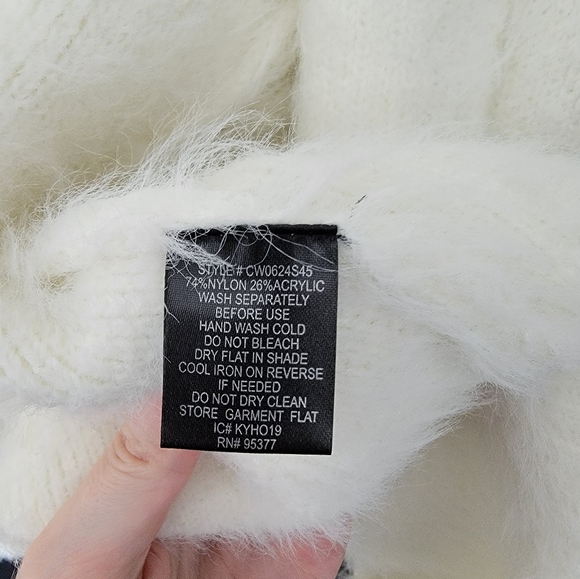 STYLE # CW0624S45
74%NYLON 26%ACRYLIC
WASH SEPARATELY
BEFORE USE
HAND WASH COLD
DO NOT BLEACH
DRY FLAT IN SHADE
COOL IRON ON REVERSE
IF NEEDED
DO NOT DRY CLEAN
STORE GARMENT FLAT
IC# KYHO19
RN# 95377